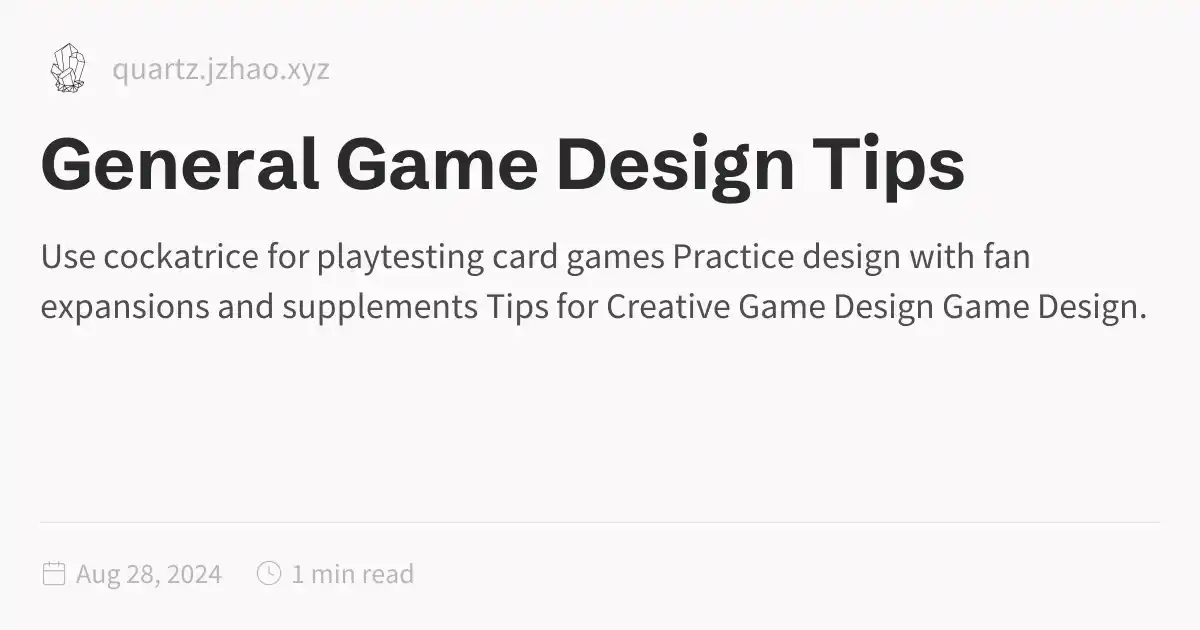 quartz.jzhao.xyz
General Game Design Tips
Use cockatrice for playtesting card games Practice design with fan
expansions and supplements Tips for Creative Game Design Game Design.
Aug 28, 2024 1 min read